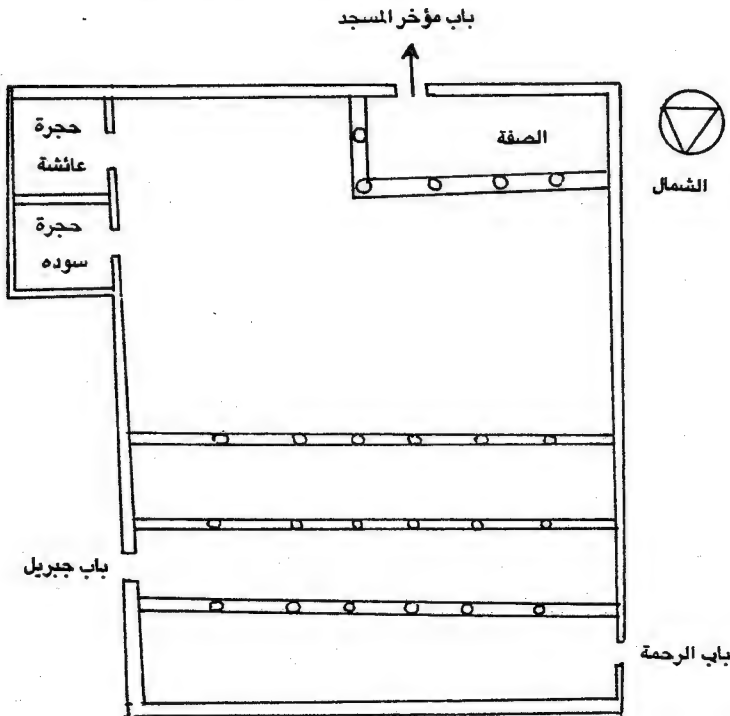 باب مؤخر المسجد
حجرة
عائشة
الصفة
الشمال
حجرة
سوده
باب جبريل
باب الرحمة